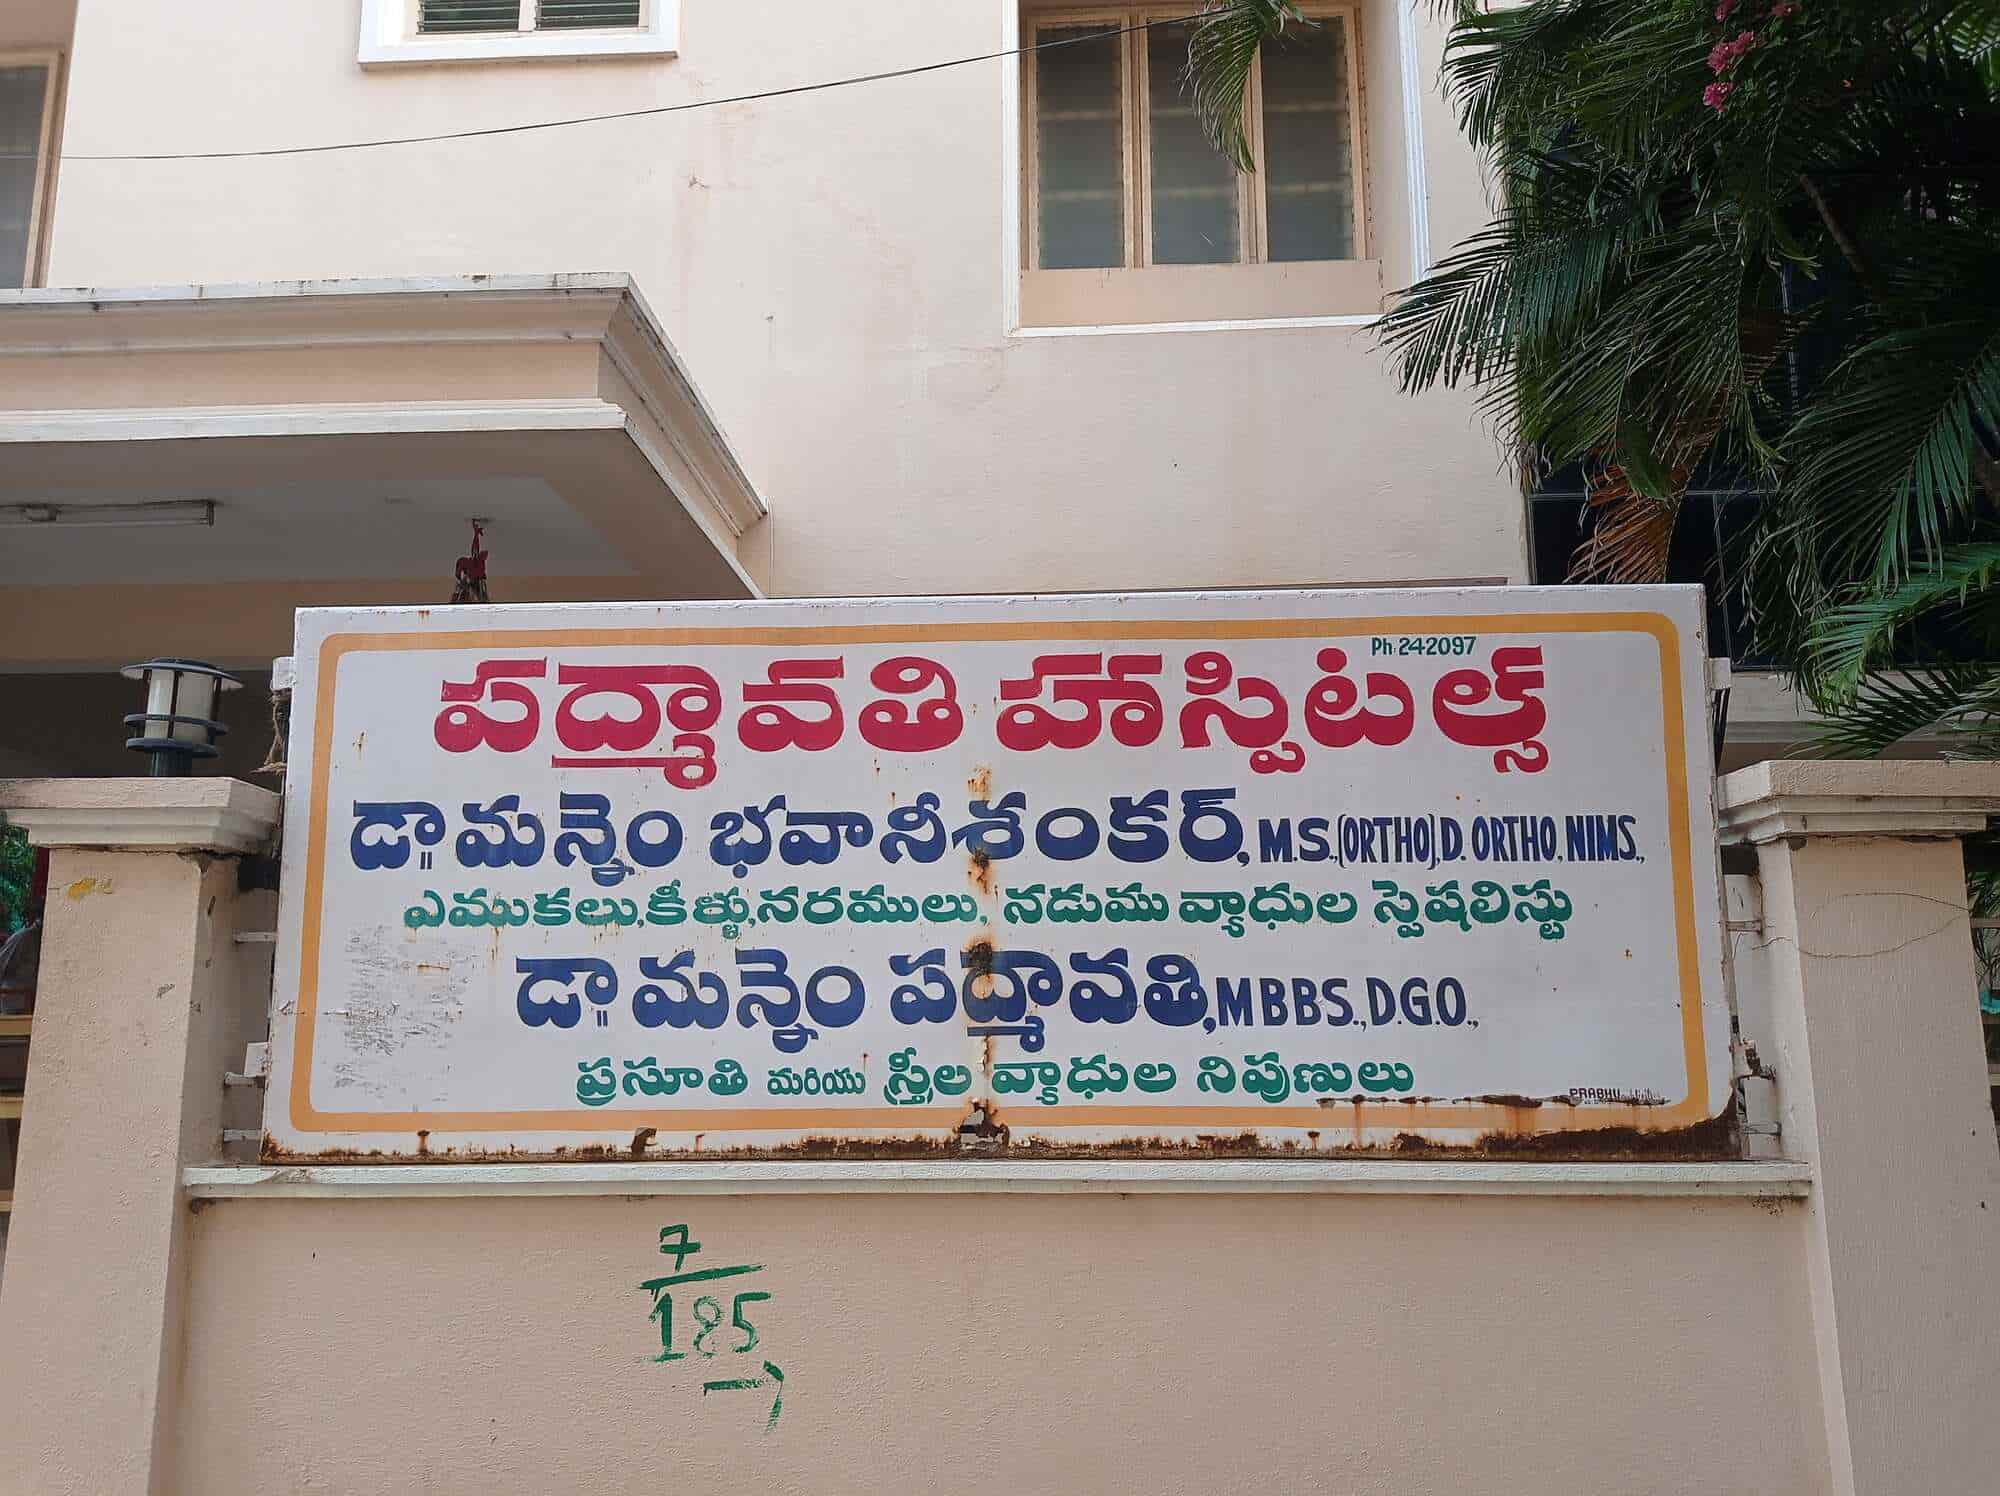 Ph: 242097
పద్మావతి హాస్పిటల్స్
డా॥ మన్నెం భవానీశంకర్, M.S.,(ORTHO),D. ORTHO, NIMS.,
ఎముకలు,కీళ్ళు,నరములు, నడుము వ్యాధుల స్పెషలిస్టు
డా॥ మన్నెం పద్మావతి,MBBS.,D.G.O.,
ప్రసూతి మరియు స్త్రీల వ్యాధుల నిపుణులు
PRABHU
7
185